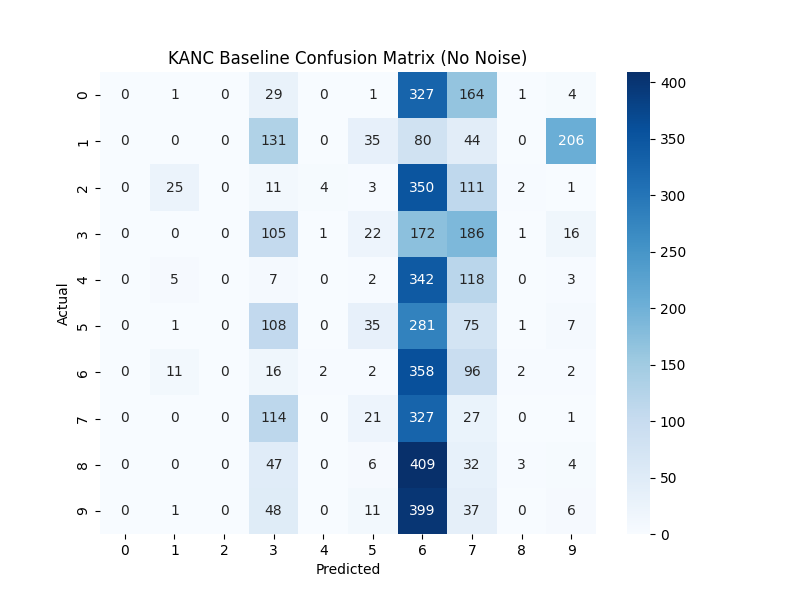 KANC Baseline Confusion Matrix (No Noise)
0 0 1 0 29 0 1 327 164 1 4
1 0 0 0 131 0 35 80 44 0 206
2 0 25 0 11 4 3 350 111 2 1
3 0 0 0 105 1 22 172 186 1 16
4 0 5 0 7 0 2 342 118 0 3
5 0 1 0 108 0 35 281 75 1 7
6 0 11 0 16 2 2 358 96 2 2
7 0 0 0 114 0 21 327 27 0 1
8 0 0 0 47 0 6 409 32 3 4
9 0 1 0 48 0 11 399 37 0 6
0 1 2 3 4 5 6 7 8 9
Predicted
Actual
400
350
300
250
200
150
100
50
0